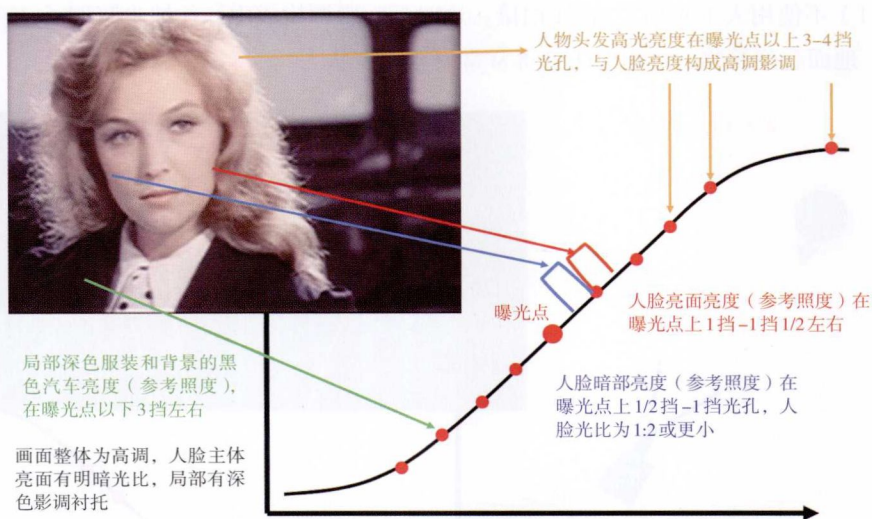 人物头发高光亮度在曝光点以上3-4挡
光孔，与人脸亮度构成高调影调
曝光点
人脸亮面亮度（参考照度）在
曝光点上1挡-1挡1/2左右
局部深色服装和背景的黑
色汽车亮度（参考照度），
在曝光点以下3挡左右
人脸暗部亮度（参考照度）在
曝光点上1/2挡-1挡光孔，人
脸光比为1:2或更小
画面整体为高调，人脸主体
亮面有明暗光比，局部有深
色影调衬托